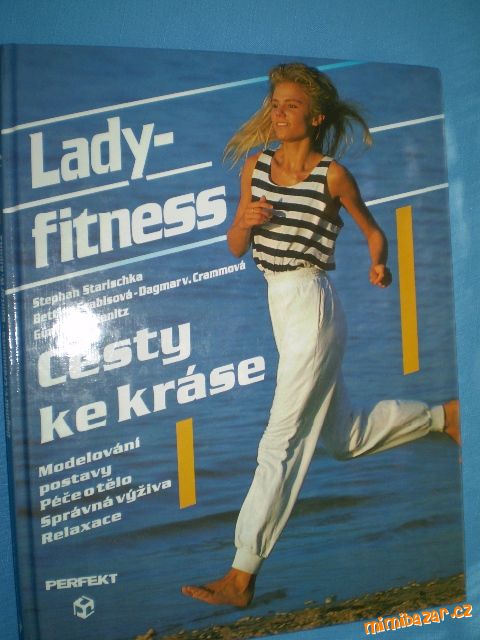 Lady-
fitness
Stephan Starischka
Dagmar v. Crammová
Cesty
ke kráse
Modelování
postavy
Péče o tělo
Správná výživa
Relaxace
PERFEKT
mimibazar.cz